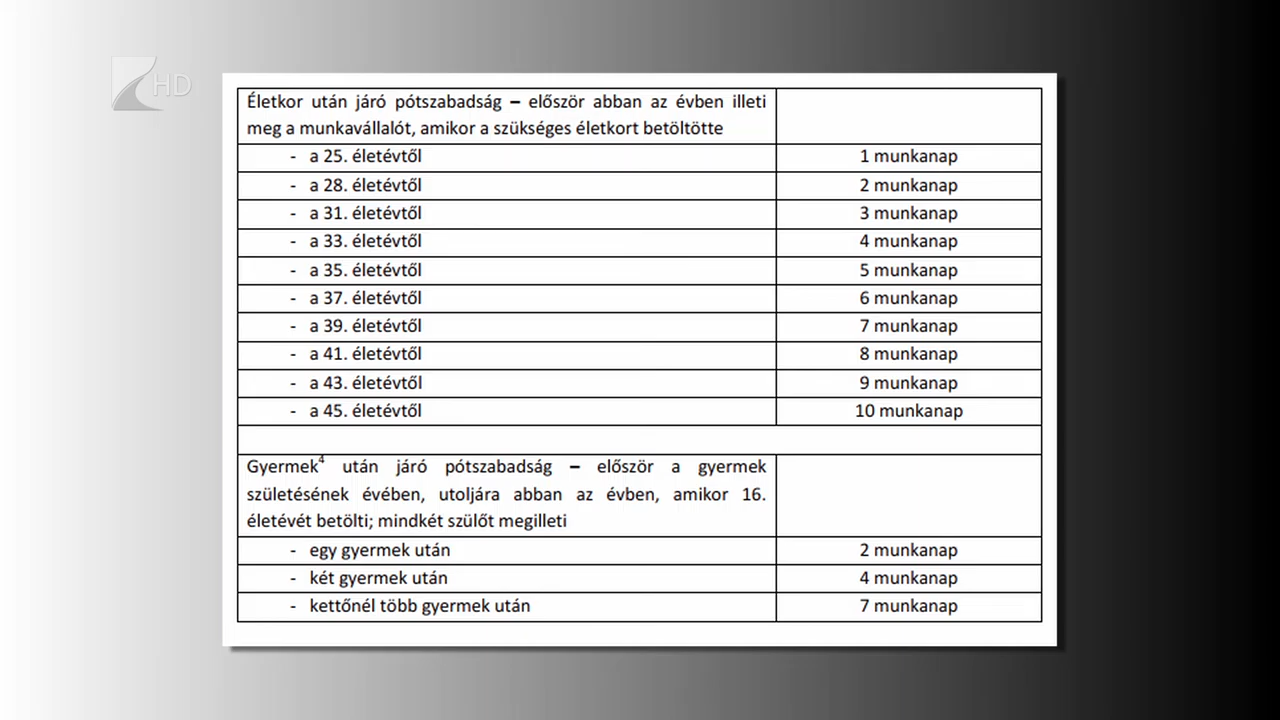 HD
Életkor után járó pótszabadság – először abban az évben illeti
meg a munkavállalót, amikor a szükséges életkort betöltötte
- a 25. életévtől 1 munkanap
- a 28. életévtől 2 munkanap
- a 31. életévtől 3 munkanap
- a 33. életévtől 4 munkanap
- a 35. életévtől 5 munkanap
- a 37. életévtől 6 munkanap
- a 39. életévtől 7 munkanap
- a 41. életévtől 8 munkanap
- a 43. életévtől 9 munkanap
- a 45. életévtől 10 munkanap
Gyermek⁴ után járó pótszabadság – először a gyermek
születésének évében, utoljára abban az évben, amikor 16.
életévét betölti; mindkét szülőt megilleti
- egy gyermek után 2 munkanap
- két gyermek után 4 munkanap
- kettőnél több gyermek után 7 munkanap